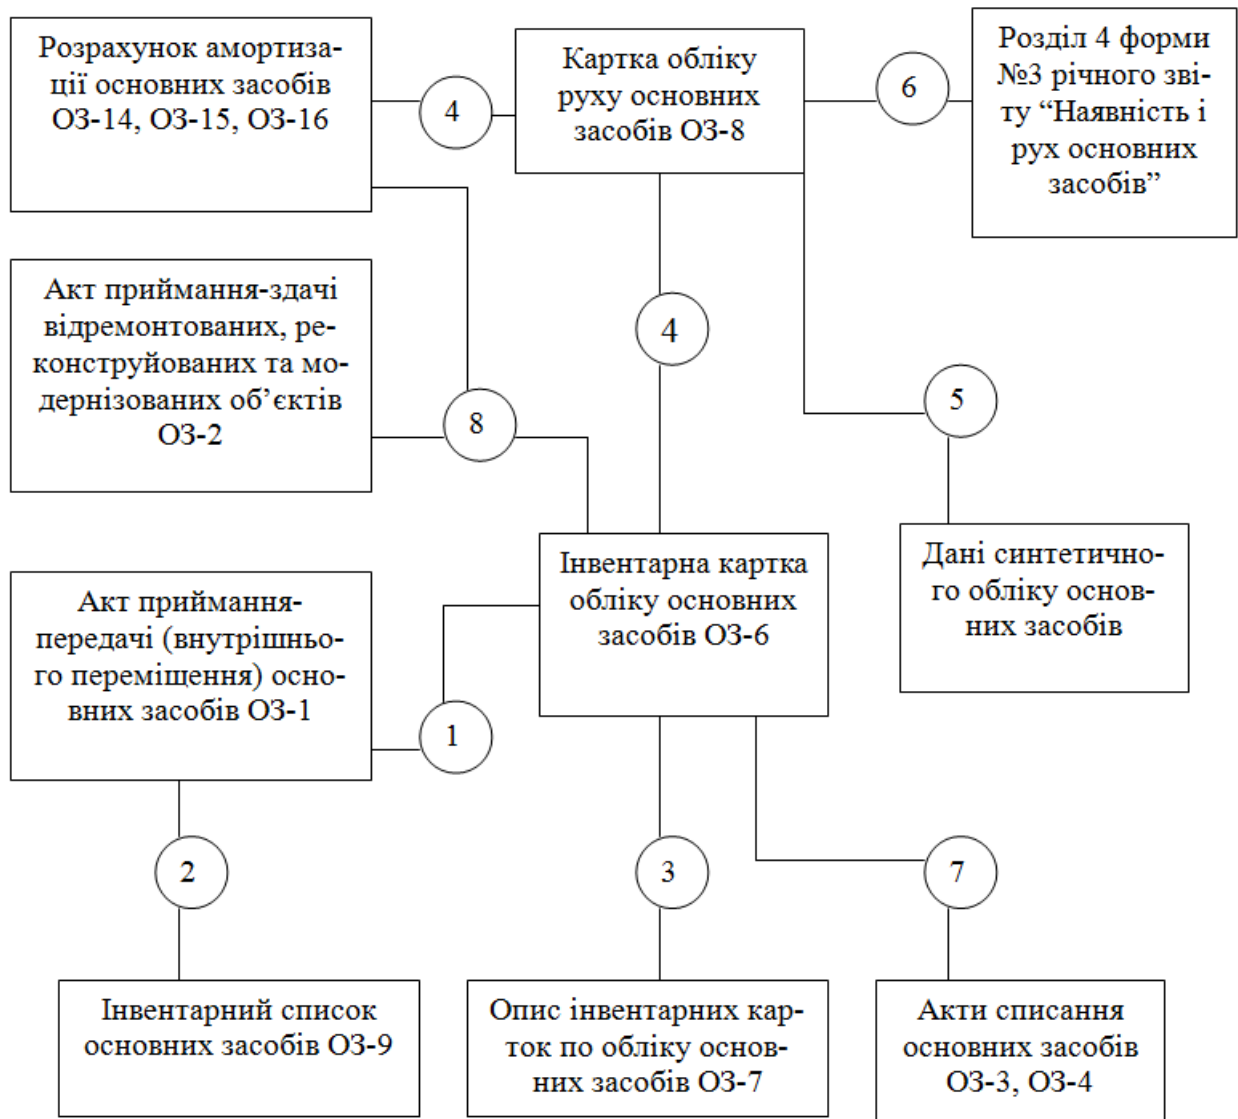 Розрахунок амортиза-
ції основних засобів
ОЗ-14, ОЗ-15, ОЗ-16
4
Картка обліку
руху основних
засобів ОЗ-8
6
Розділ 4 форми
№3 річного зві-
ту “Наявність і
рух основних
засобів”
Акт приймання-здачі
відремонтованих, ре-
конструйованих та мо-
дернізованих об’єктів
ОЗ-2
8
4
5
Акт приймання-
передачі (внутрішньо-
го переміщення) осно-
вних засобів ОЗ-1
1
Інвентарна картка
обліку основних
засобів ОЗ-6
Дані синтетично-
го обліку основ-
них засобів
2
3
7
Інвентарний список
основних засобів ОЗ-9
Опис інвентарних кар-
ток по обліку основ-
них засобів ОЗ-7
Акти списання
основних засобів
ОЗ-3, ОЗ-4